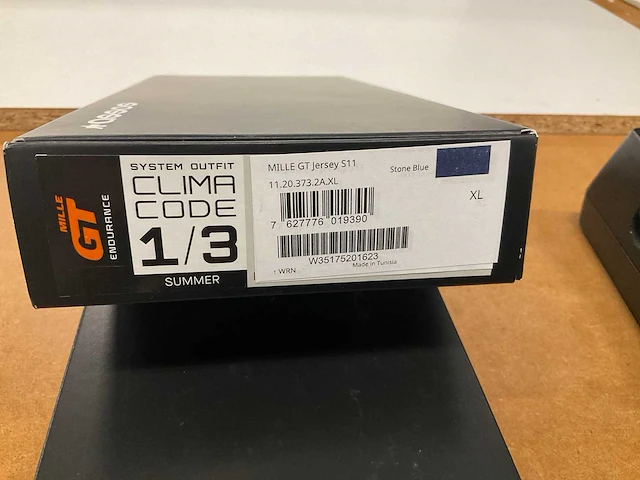 ASSOS
MILLE
GT
ENDURANCE
SYSTEM OUTFIT
CLIMA
CODE
1/3
SUMMER
MILLE GT Jersey S11
Stone Blue
11.20.373.2A.XL
XL
7 627776 019390
W35175201623
1 WRN
Made in Tunisia